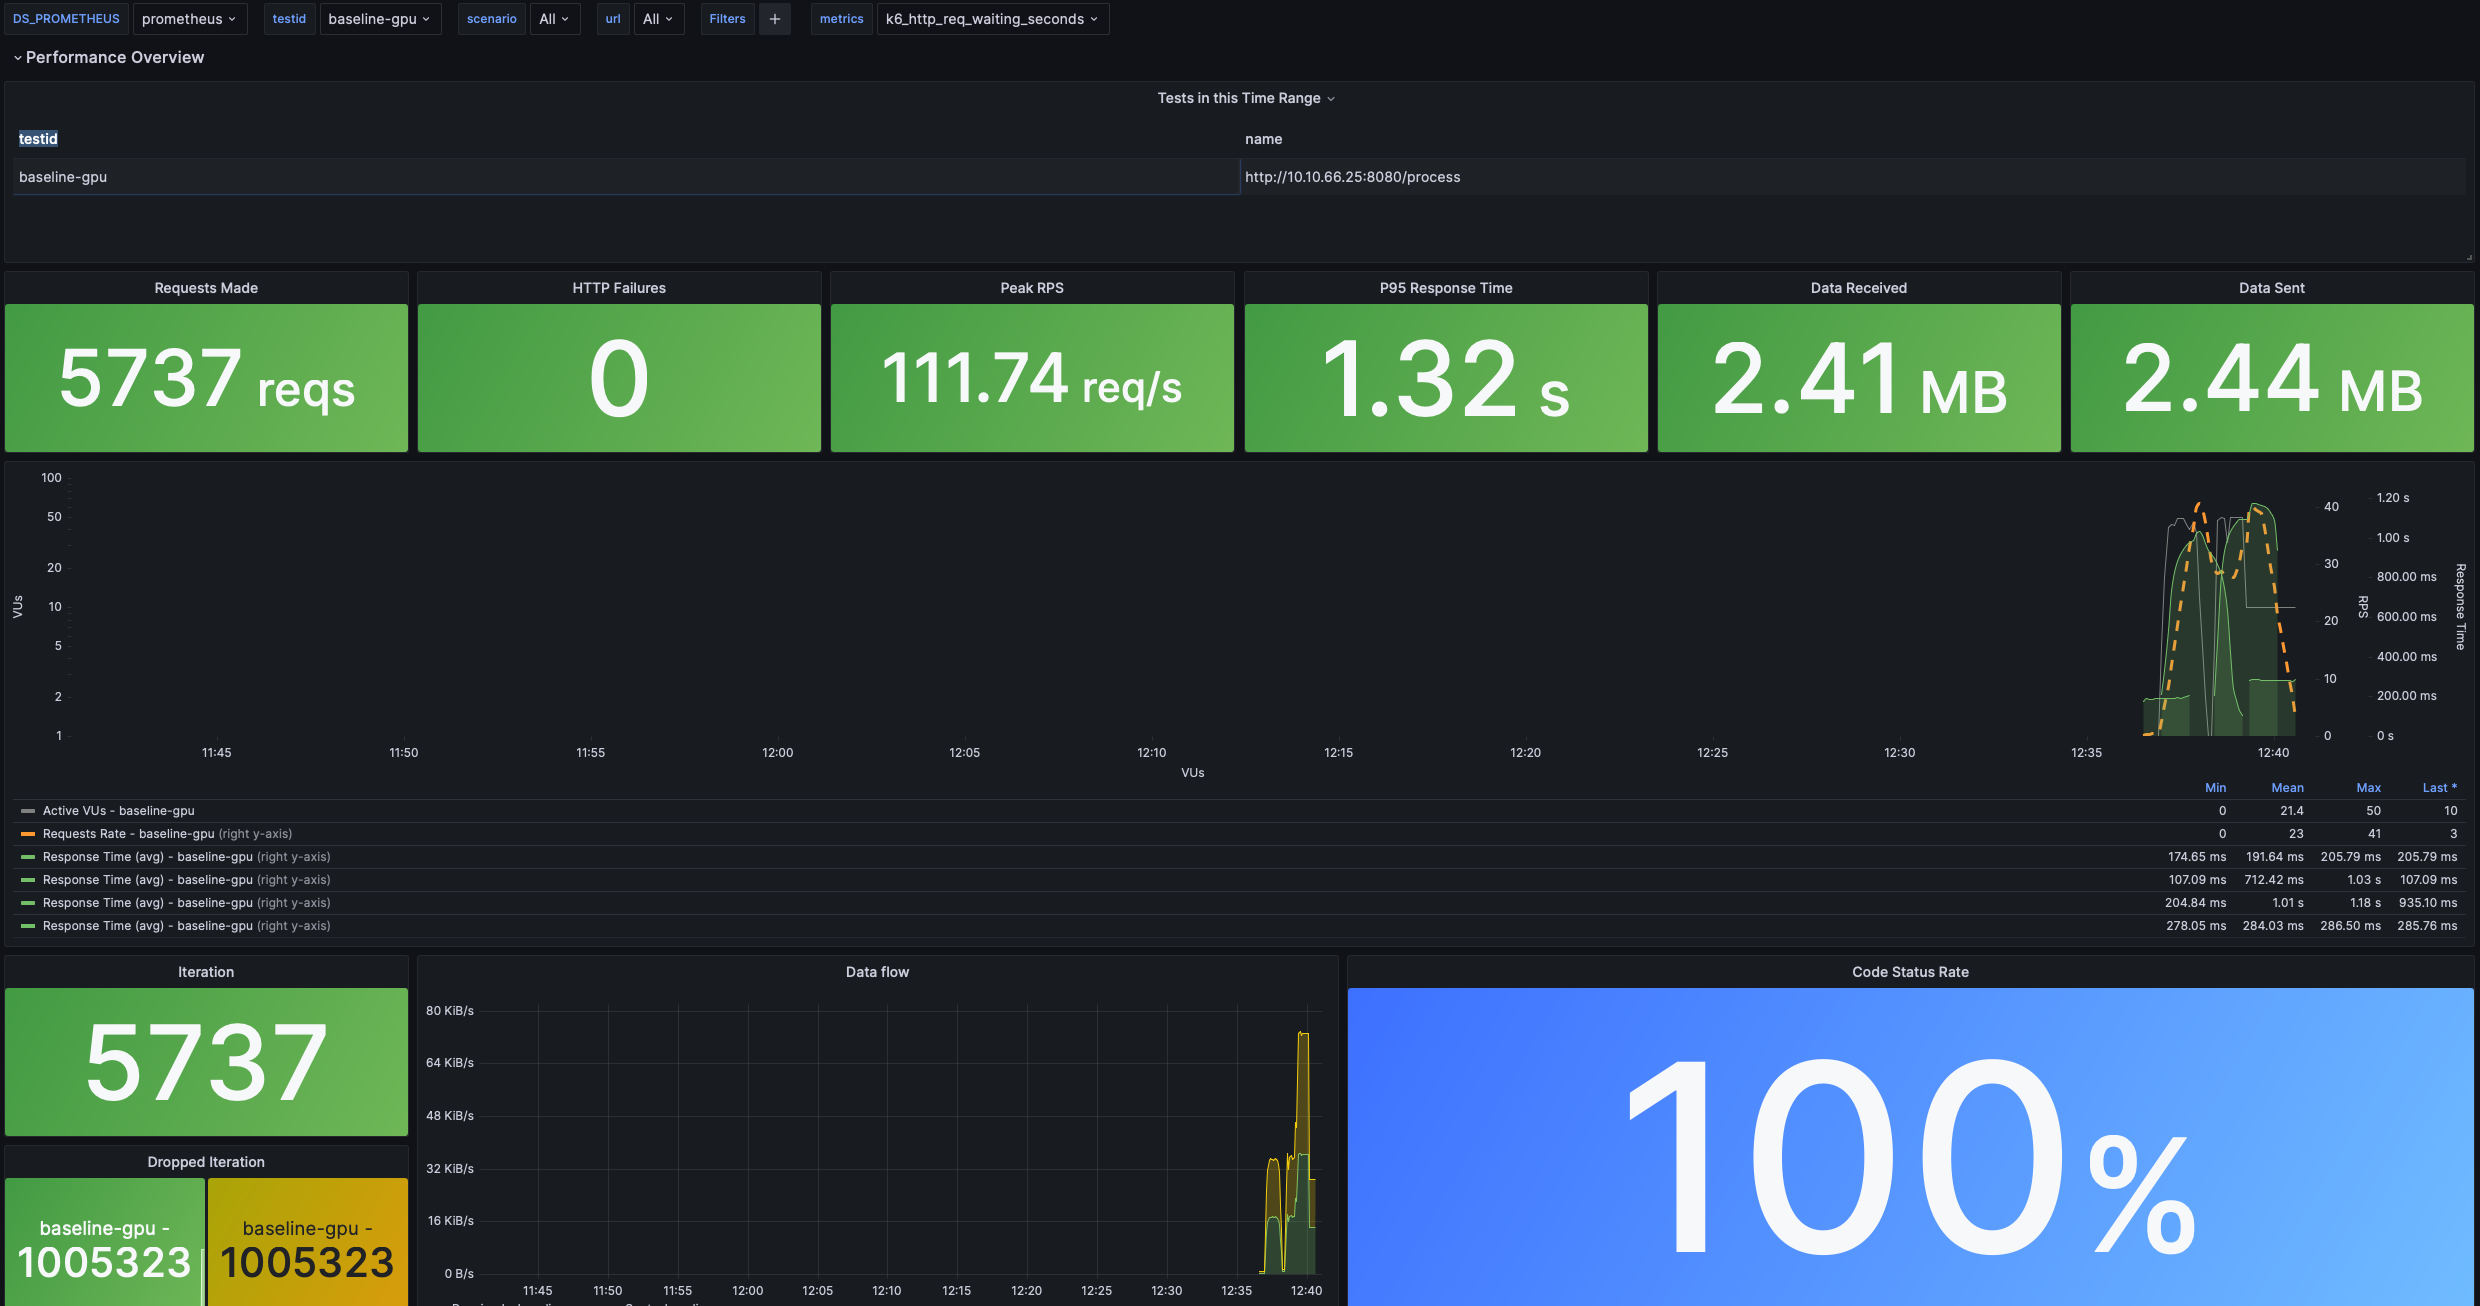 DS_PROMETHEUS prometheus testid baseline-gpu scenario All url All Filters + metrics k6_http_req_waiting_seconds
Performance Overview
Tests in this Time Range
testid name
baseline-gpu http://10.10.66.25:8080/process
Requests Made HTTP Failures Peak RPS P95 Response Time Data Received Data Sent
5737 reqs 0 111.74 req/s 1.32 s 2.41 MB 2.44 MB
100
50
20
10
5
2
1
VUs
40
30
20
10
0
RPS
1.20 s
1.00 s
800.00 ms
600.00 ms
400.00 ms
200.00 ms
0 s
Response Time
11:45 11:50 11:55 12:00 12:05 12:10 12:15 12:20 12:25 12:30 12:35 12:40
VUs
Min Mean Max Last *
Active VUs - baseline-gpu 0 21.4 50 10
Requests Rate - baseline-gpu (right y-axis) 0 23 41 3
Response Time (avg) - baseline-gpu (right y-axis) 174.65 ms 191.64 ms 205.79 ms 205.79 ms
Response Time (avg) - baseline-gpu (right y-axis) 107.09 ms 712.42 ms 1.03 s 107.09 ms
Response Time (avg) - baseline-gpu (right y-axis) 204.84 ms 1.01 s 1.18 s 935.10 ms
Response Time (avg) - baseline-gpu (right y-axis) 278.05 ms 284.03 ms 286.50 ms 285.76 ms
Iteration
5737
Dropped Iteration
baseline-gpu -
1005323
baseline-gpu -
1005323
Data flow
80 KiB/s
64 KiB/s
48 KiB/s
32 KiB/s
16 KiB/s
0 B/s
11:45 11:50 11:55 12:00 12:05 12:10 12:15 12:20 12:25 12:30 12:35 12:40
Code Status Rate
100%